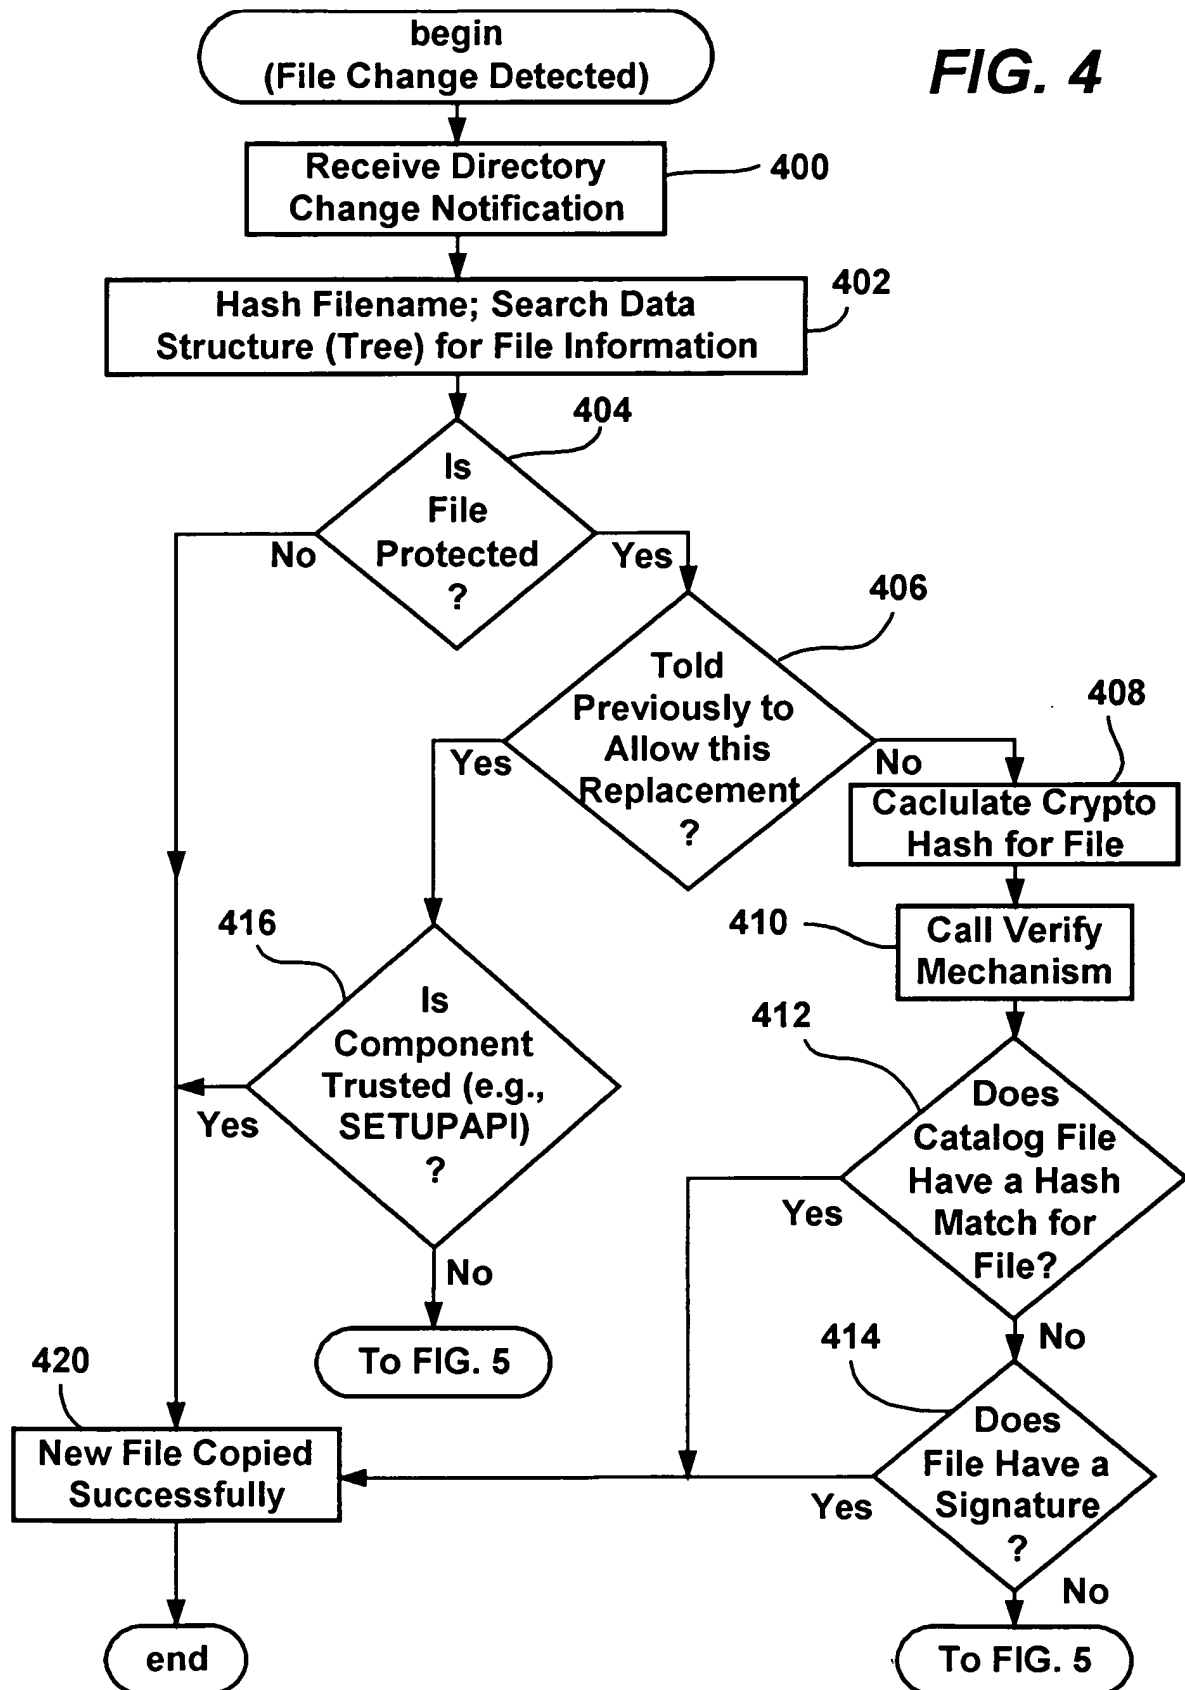 begin
(File Change Detected)
FIG. 4
Receive Directory
Change Notification
400
Hash Filename; Search Data
Structure (Tree) for File Information
402
404
Is
File
Protected
?
No
Yes
406
Told
Previously to
Allow this
Replacement
?
Yes
No
408
Caclulate Crypto
Hash for File
410
Call Verify
Mechanism
416
Is
Component
Trusted (e.g.,
SETUPAPI)
?
Yes
No
To FIG. 5
412
Does
Catalog File
Have a Hash
Match for
File?
Yes
No
414
Does
File Have a
Signature
?
Yes
No
To FIG. 5
420
New File Copied
Successfully
end